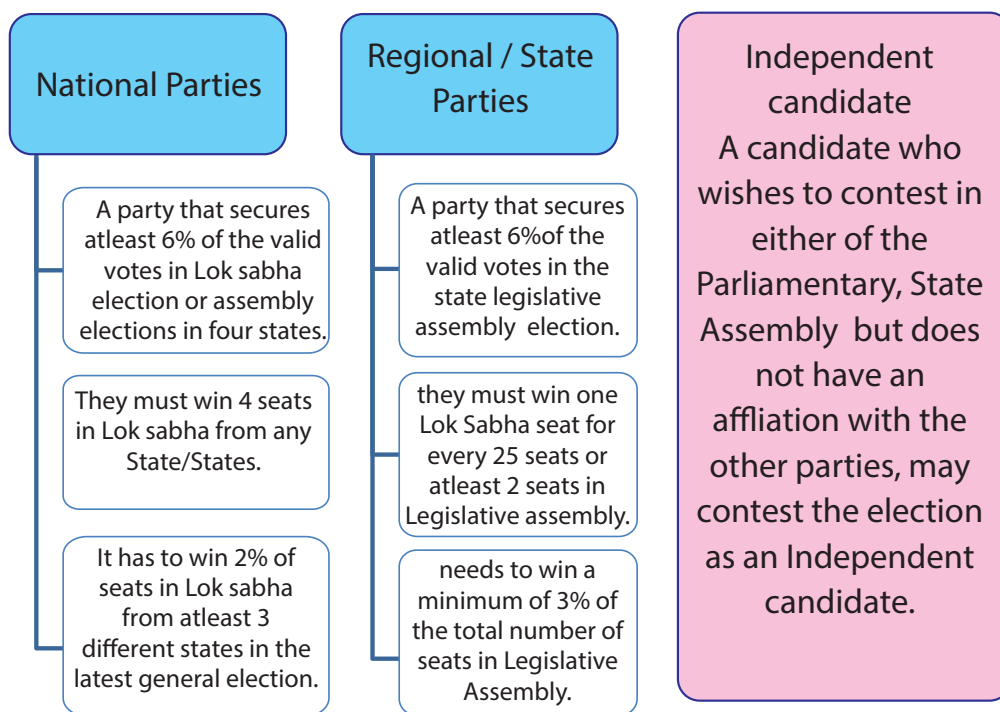 National Parties
A party that secures
atleast 6% of the valid
votes in Lok sabha
election or assembly
elections in four states.
They must win 4 seats
in Lok sabha from any
State/States.
It has to win 2% of
seats in Lok sabha
from atleast 3
different states in the
latest general election.
Regional / State
Parties
A party that secures
atleast 6%of the
valid votes in the
state legislative
assembly election.
they must win one
Lok Sabha seat for
every 25 seats or
atleast 2 seats in
Legislative assembly.
needs to win a
minimum of 3% of
the total number of
seats in Legislative
Assembly.
Independent
candidate
A candidate who
wishes to contest in
either of the
Parliamentary, State
Assembly but does
not have an
affliation with the
other parties, may
contest the election
as an Independent
candidate.